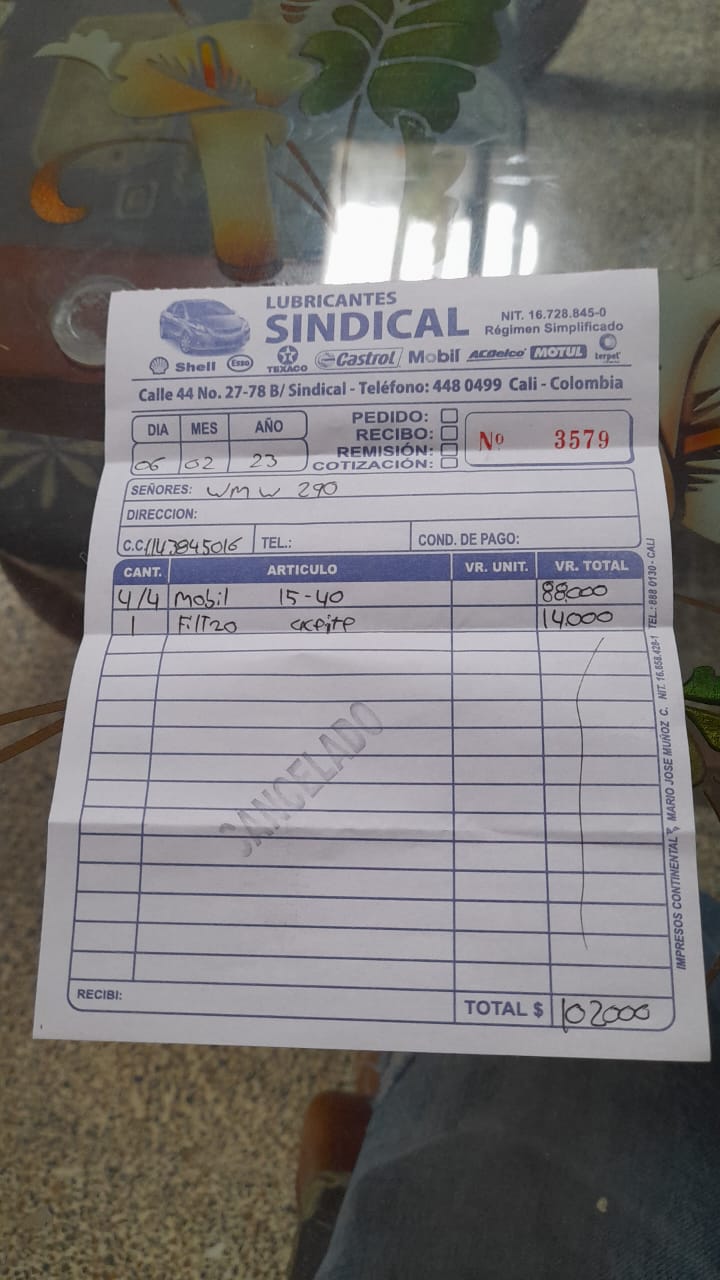 LUBRICANTES
SINDICAL
NIT. 16.728.845-0
Régimen Simplificado
Shell Esso TEXACO Castrol Mobil ACDelco MOTUL terpel
Calle 44 No. 27-78 B/ Sindical - Teléfono: 448 0499 Cali - Colombia
DIA MES AÑO
06 02 23
PEDIDO:
RECIBO:
REMISIÓN:
COTIZACIÓN:
Nº 3579
SEÑORES: WMW 290
DIRECCION:
C.C. 1143845016 TEL.: COND. DE PAGO:
CANT. ARTICULO VR. UNIT. VR. TOTAL
4/4 Mobil 15-40 88.000
1 Filtro aceite 14.000
CANCELADO
RECIBI:
TOTAL $ 102000
IMPRESOS CONTINENTAL MARIO JOSE MUÑOZ C. NIT. 16.658.428-1 TEL.: 888 0130 - CALI